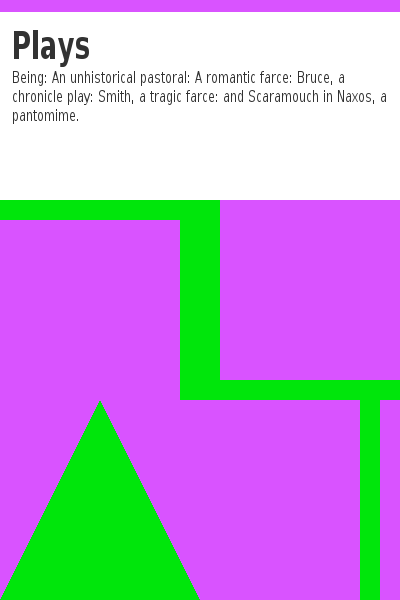 Plays
Being: An unhistorical pastoral: A romantic farce: Bruce, a
chronicle play: Smith, a tragic farce: and Scaramouch in Naxos, a
pantomime.